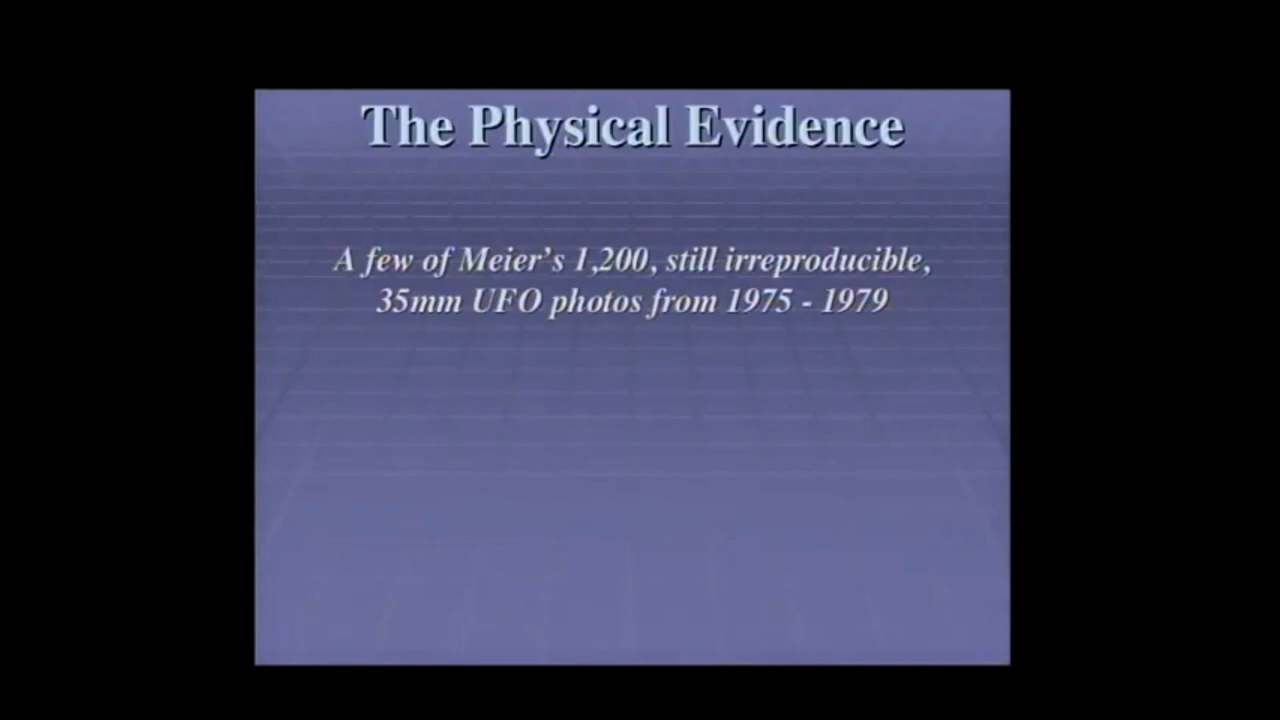 The Physical Evidence
A few of Meier's 1,200, still irreproducible,
35mm UFO photos from 1975 - 1979